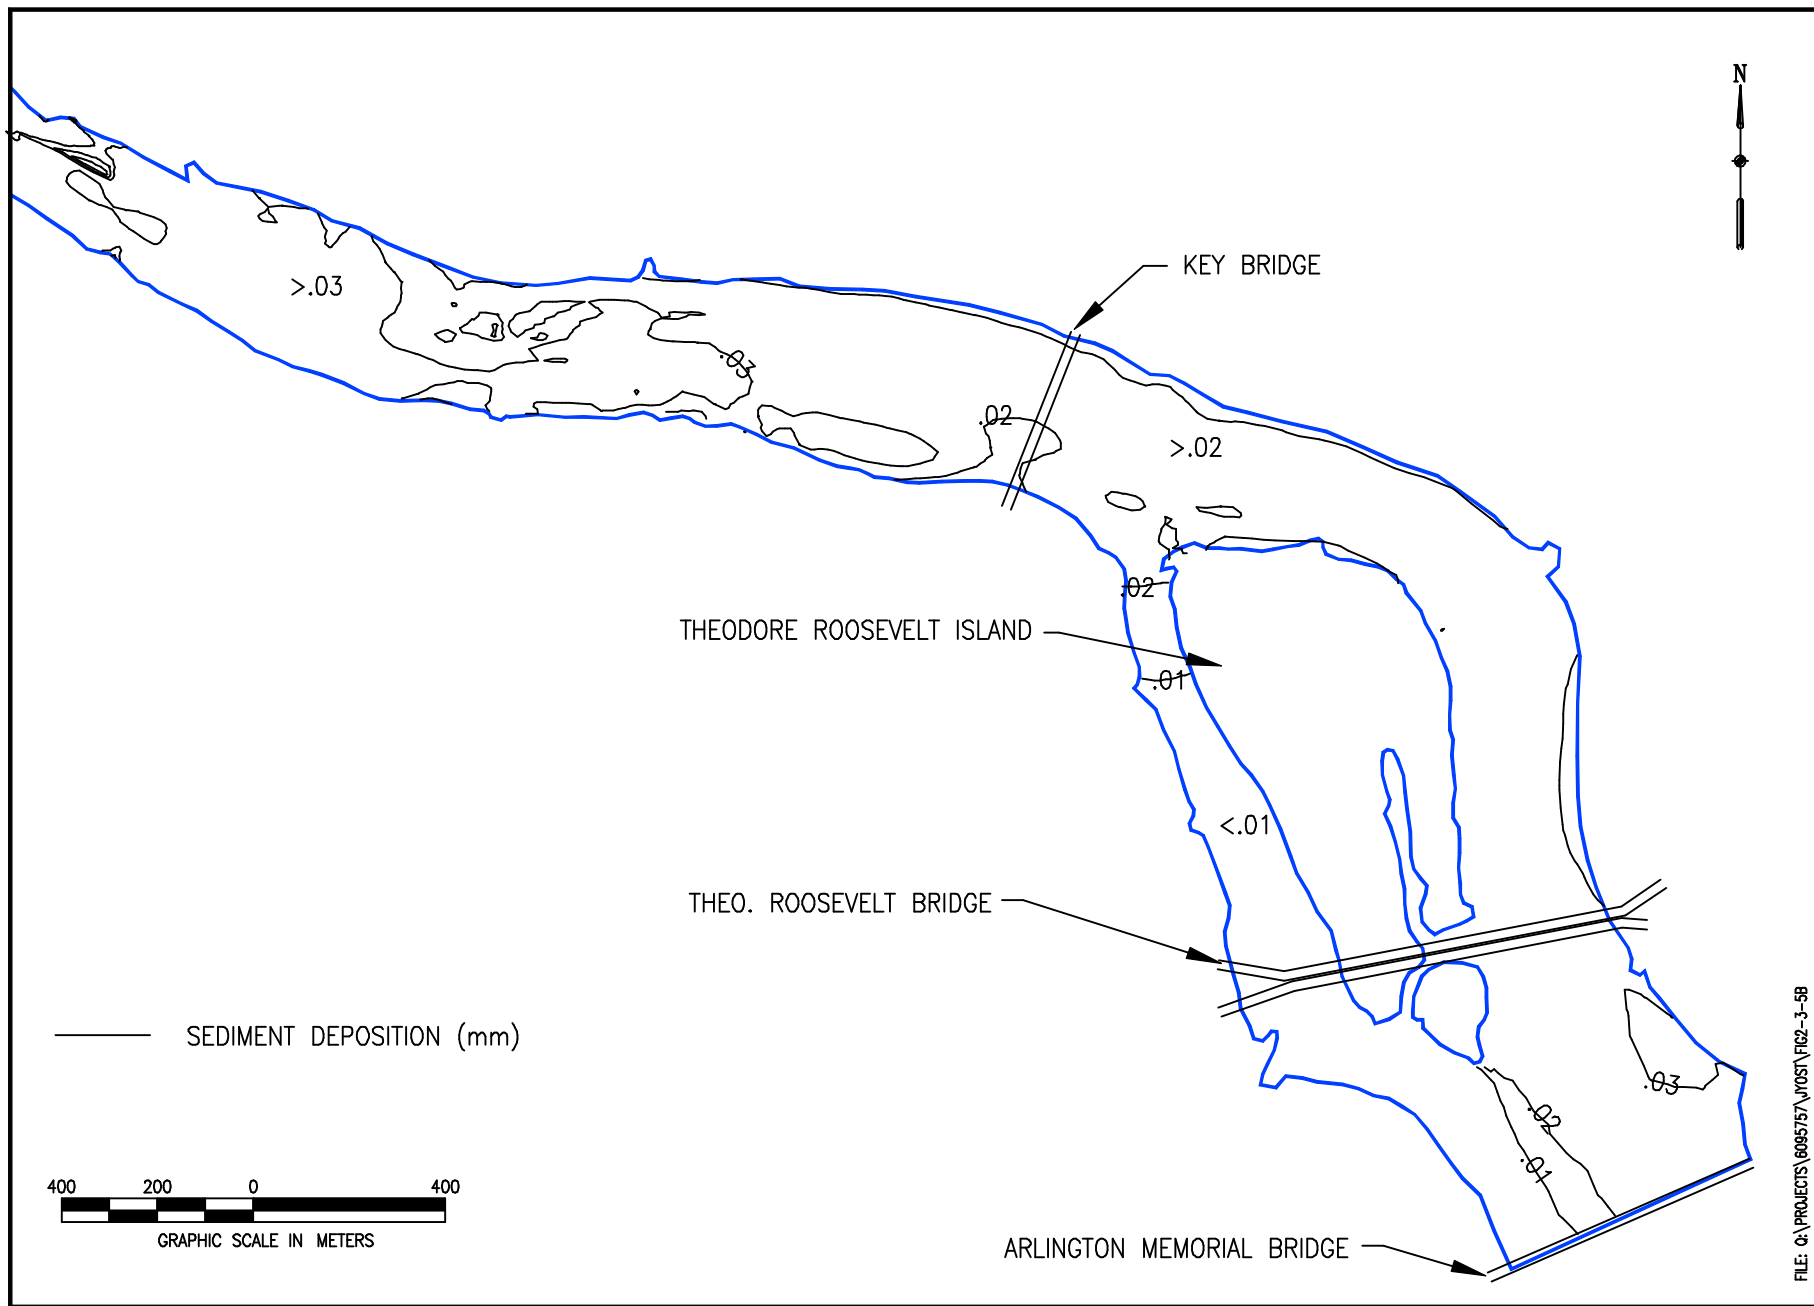 N
KEY BRIDGE
>.03
.03
.02
>.02
.02
THEODORE ROOSEVELT ISLAND
.01
<.01
THEO. ROOSEVELT BRIDGE
SEDIMENT DEPOSITION (mm)
.03
.02
.01
400 200 0 400
GRAPHIC SCALE IN METERS
ARLINGTON MEMORIAL BRIDGE
FILE: Q:\PROJECTS\6095757\JYOST\FIG2-3-5B